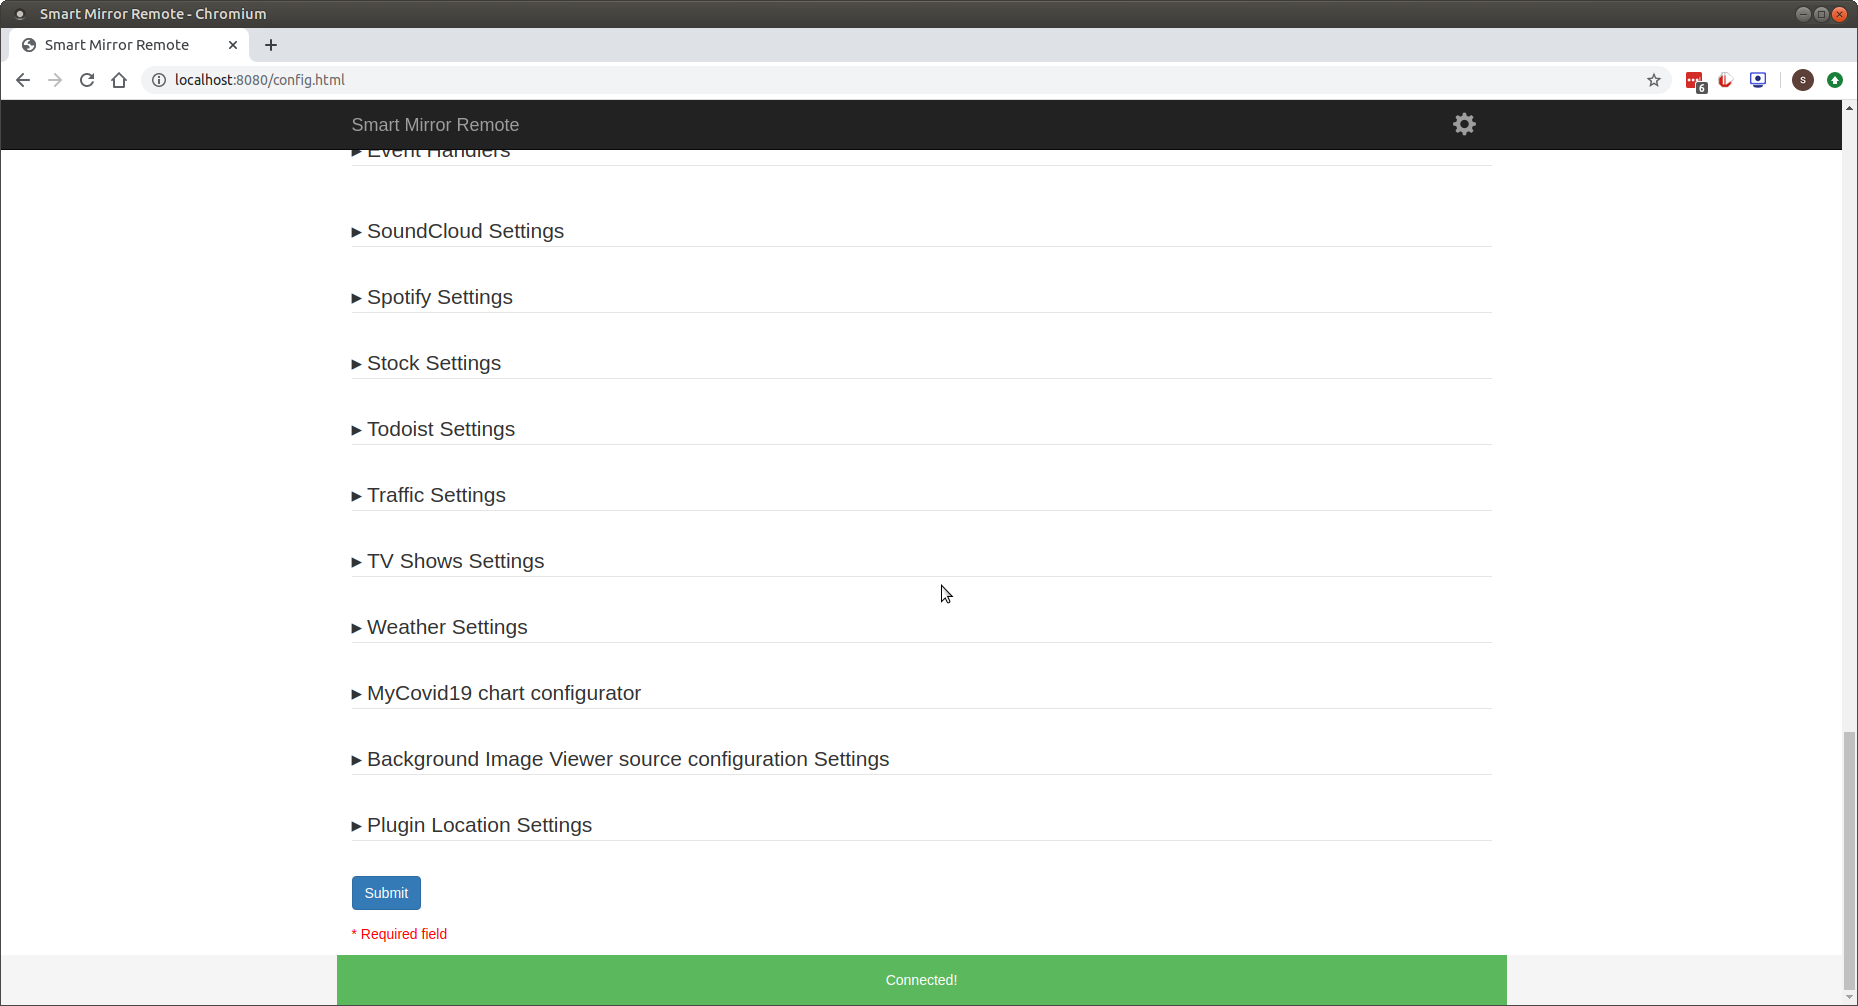 Smart Mirror Remote - Chromium
Smart Mirror Remote
localhost:8080/config.html
6
s
Smart Mirror Remote
Event Handlers
SoundCloud Settings
Spotify Settings
Stock Settings
Todoist Settings
Traffic Settings
TV Shows Settings
Weather Settings
MyCovid19 chart configurator
Background Image Viewer source configuration Settings
Plugin Location Settings
Submit
* Required field
Connected!